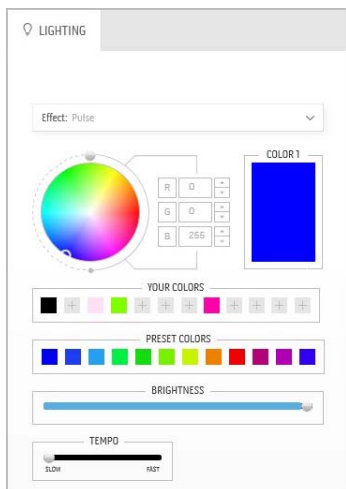 LIGHTING
Effect: Pulse
COLOR 1
R 0
G 0
B 255
YOUR COLORS
PRESET COLORS
BRIGHTNESS
TEMPO
SLOW FAST